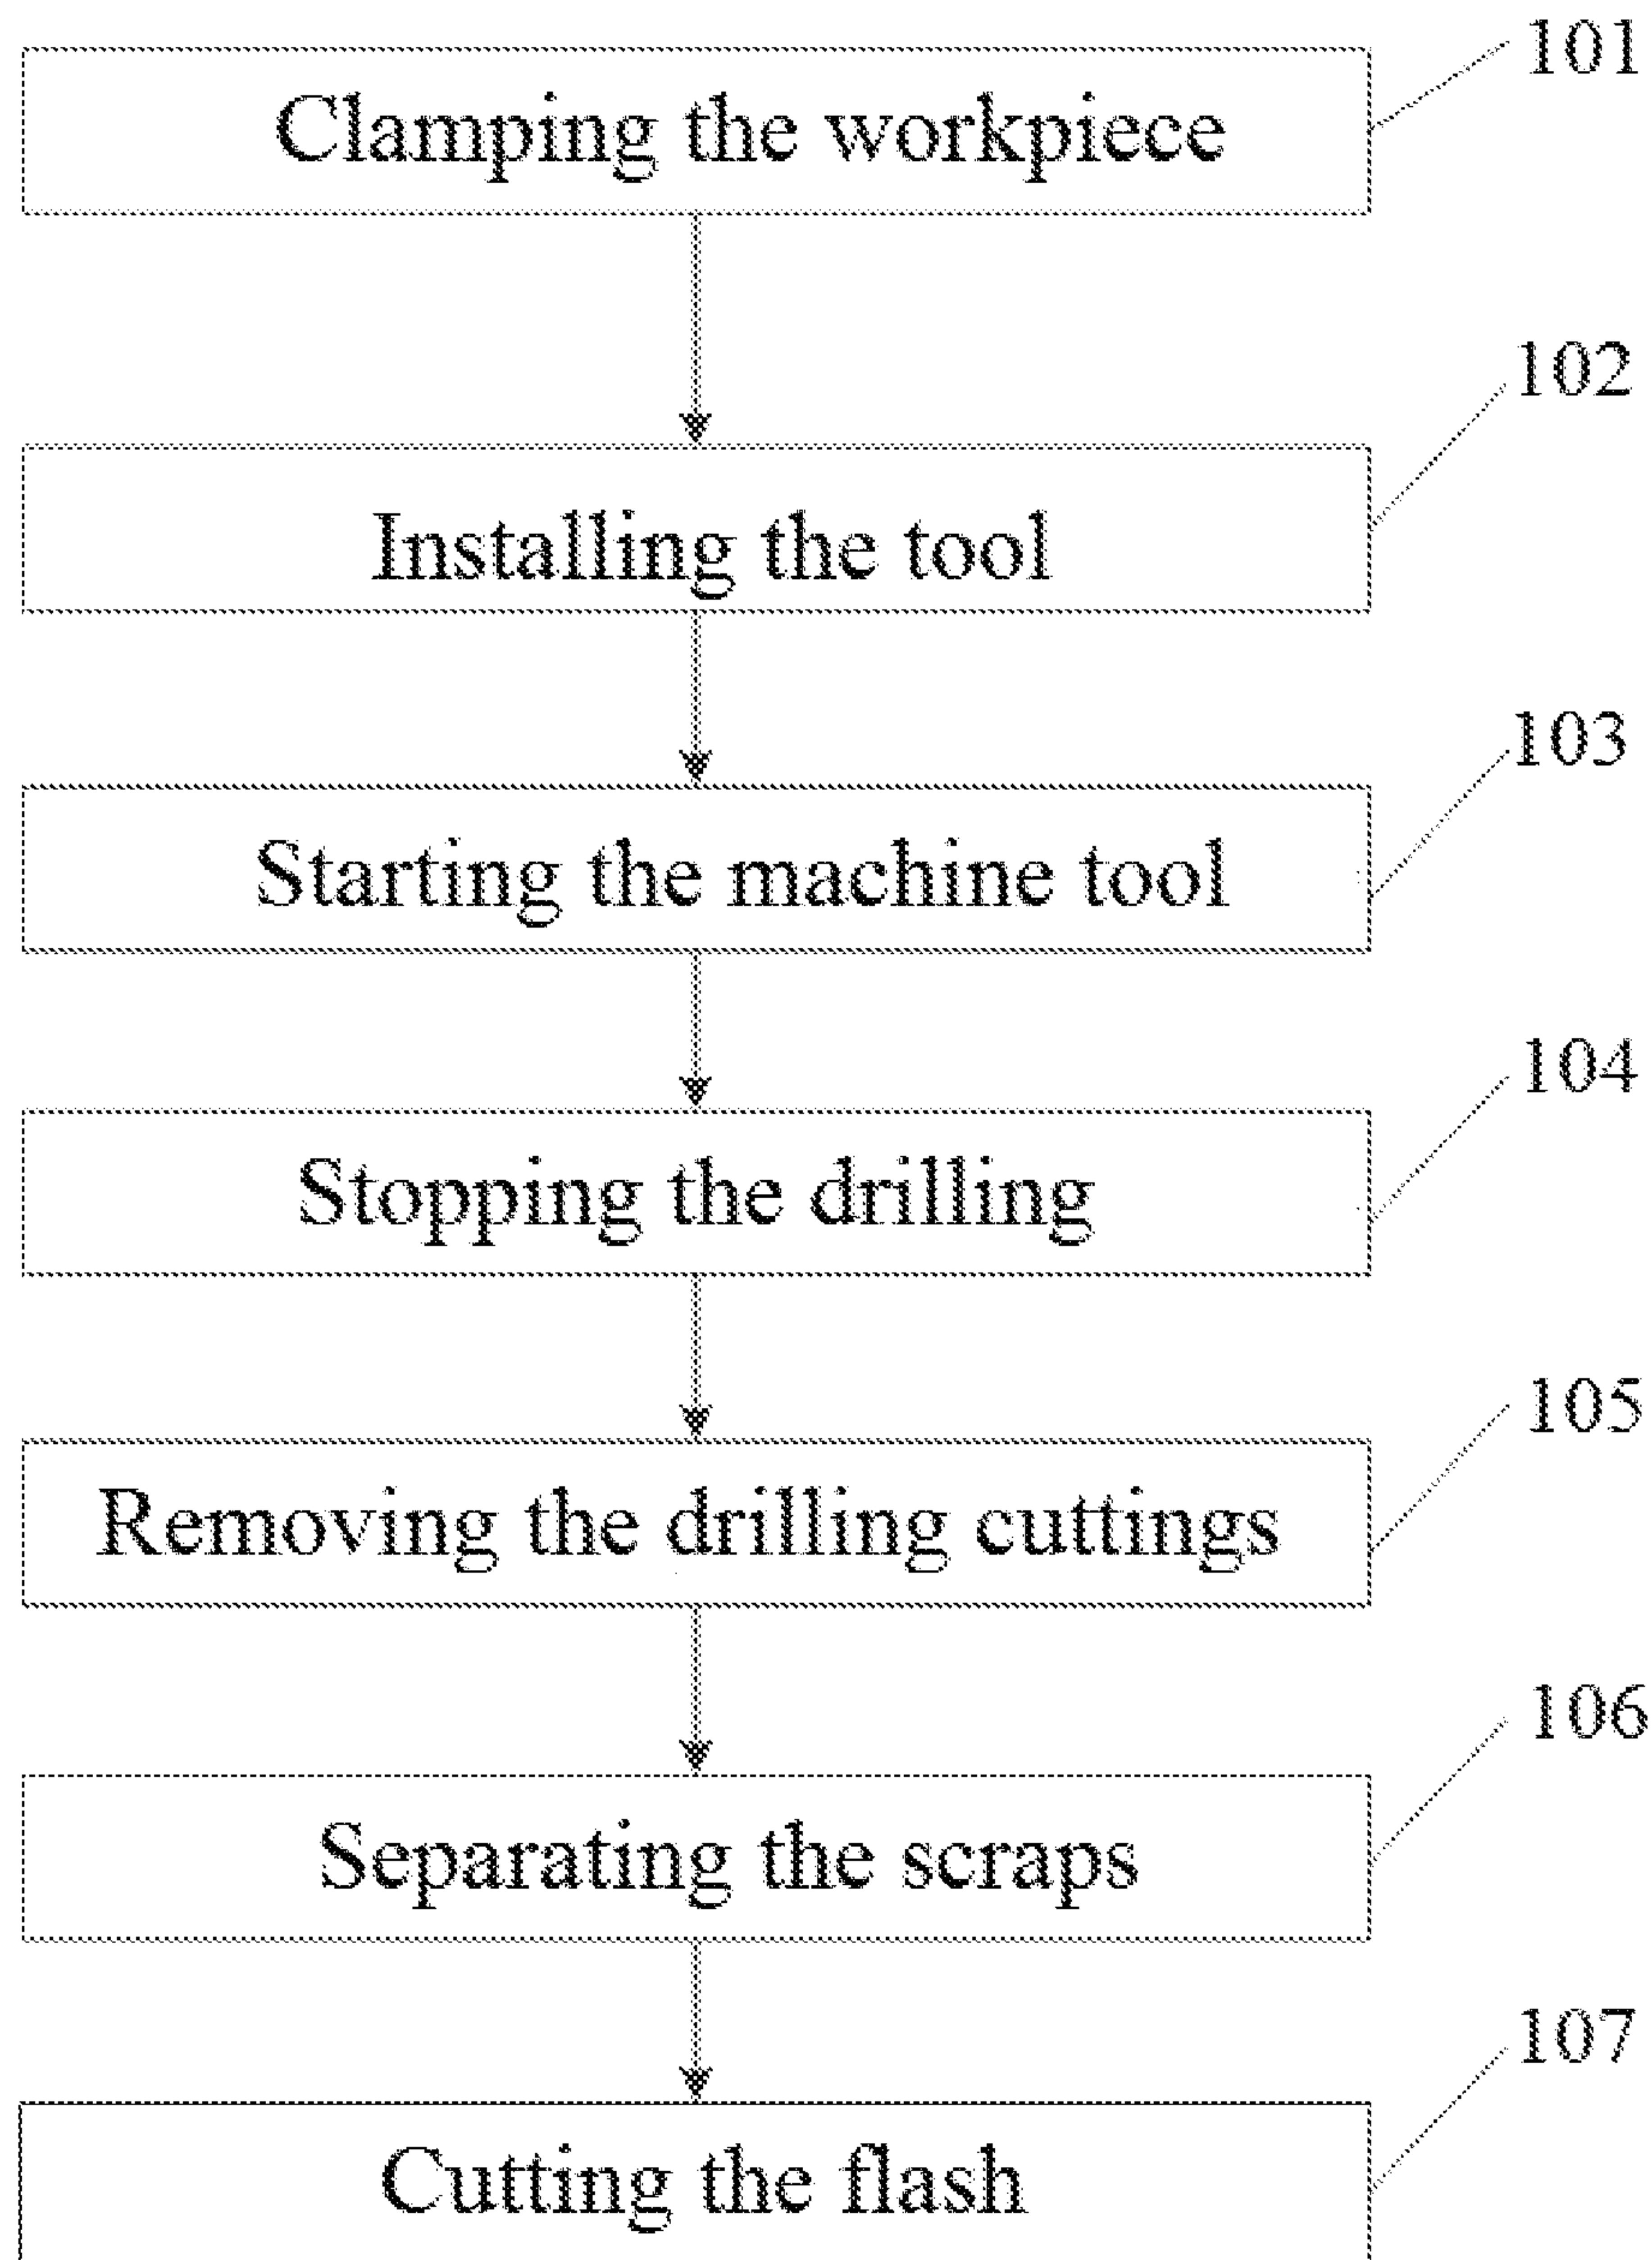 101
Clamping the workpiece
102
Installing the tool
103
Starting the machine tool
104
Stopping the drilling
105
Removing the drilling cuttings
106
Separating the scraps
107
Cutting the flash